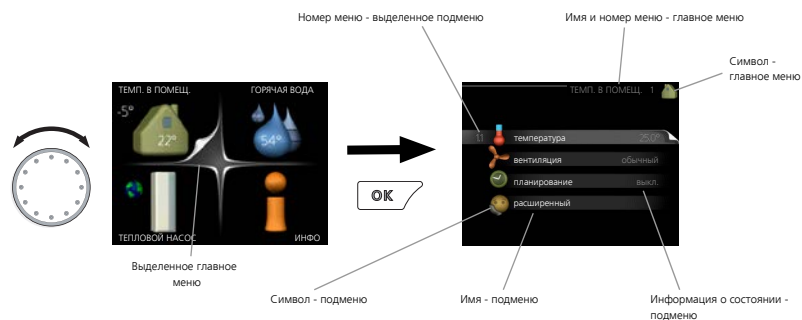 Номер меню - выделенное подменю
Имя и номер меню - главное меню
Символ -
главное меню
ТЕМП. В ПОМЕЩ.
ГОРЯЧАЯ ВОДА
-5°
22°
54°
ТЕПЛОВОЙ НАСОС
ИНФО
OK
ТЕМП. В ПОМЕЩ. 1
1.1 температура 25.0°
вентиляция обычный
планирование выкл.
расширенный
Выделенное главное
меню
Символ - подменю
Имя - подменю
Информация о состоянии -
подменю